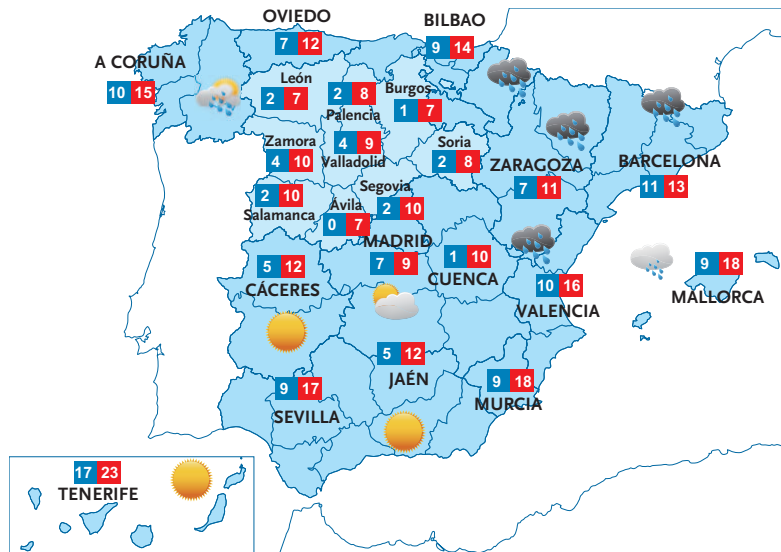 OVIEDO
7 12
BILBAO
9 14
A CORUÑA
10 15
León
2 7
2 8
Palencia
Burgos
1 7
Zamora
4 10
4 9
Valladolid
Soria
2 8
ZARAGOZA
7 11
BARCELONA
11 13
2 10
Salamanca
Ávila
0 7
Segovia
2 10
MADRID
7 9
1 10
CUENCA
5 12
CÁCERES
10 16
VALENCIA
9 18
MALLORCA
5 12
JAÉN
9 17
SEVILLA
9 18
MURCIA
17 23
TENERIFE